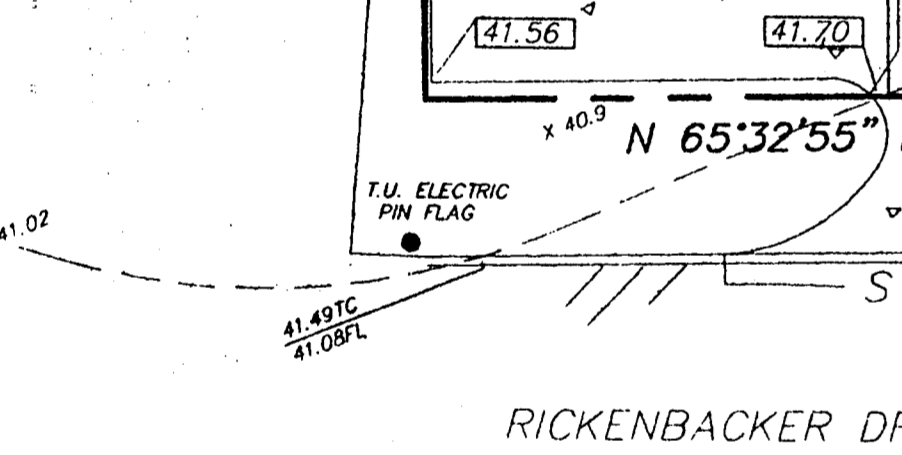 41.56
41.70
x 40.9
N 65°32'55"
T.U. ELECTRIC
PIN FLAG
41.02
41.49TC
41.08FL
S
RICKENBACKER